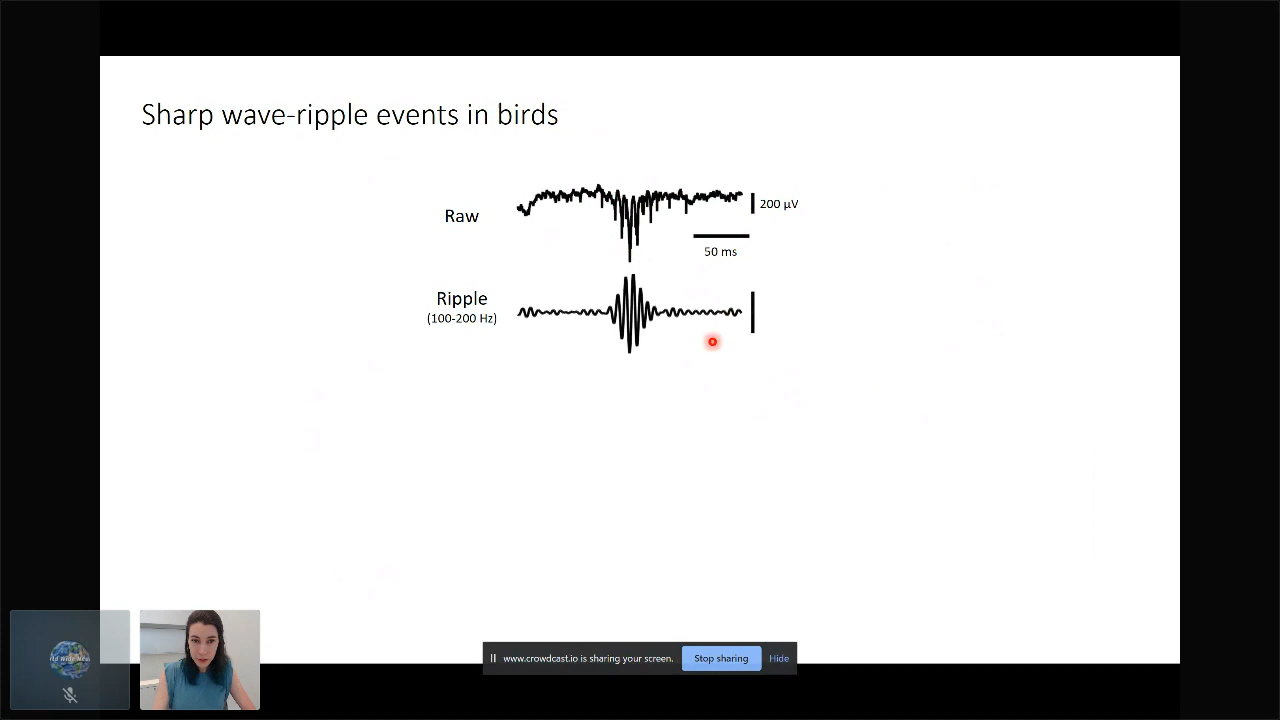 Sharp wave-ripple events in birds
Raw
200 µV
50 ms
Ripple
(100-200 Hz)
www.crowdcast.io is sharing your screen.
Stop sharing
Hide